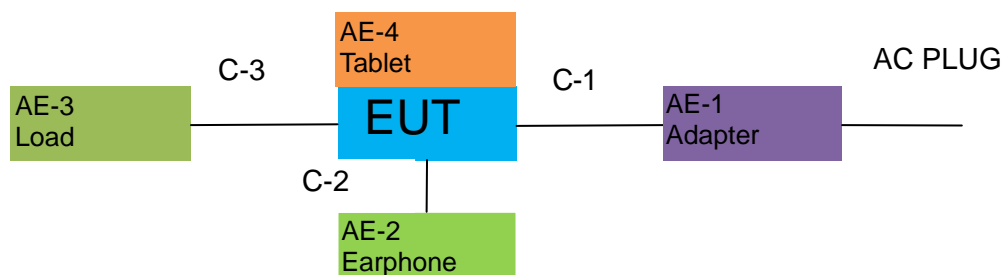 AE-4
Tablet
AC PLUG
C-3
C-1
AE-3
Load
EUT
AE-1
Adapter
C-2
AE-2
Earphone